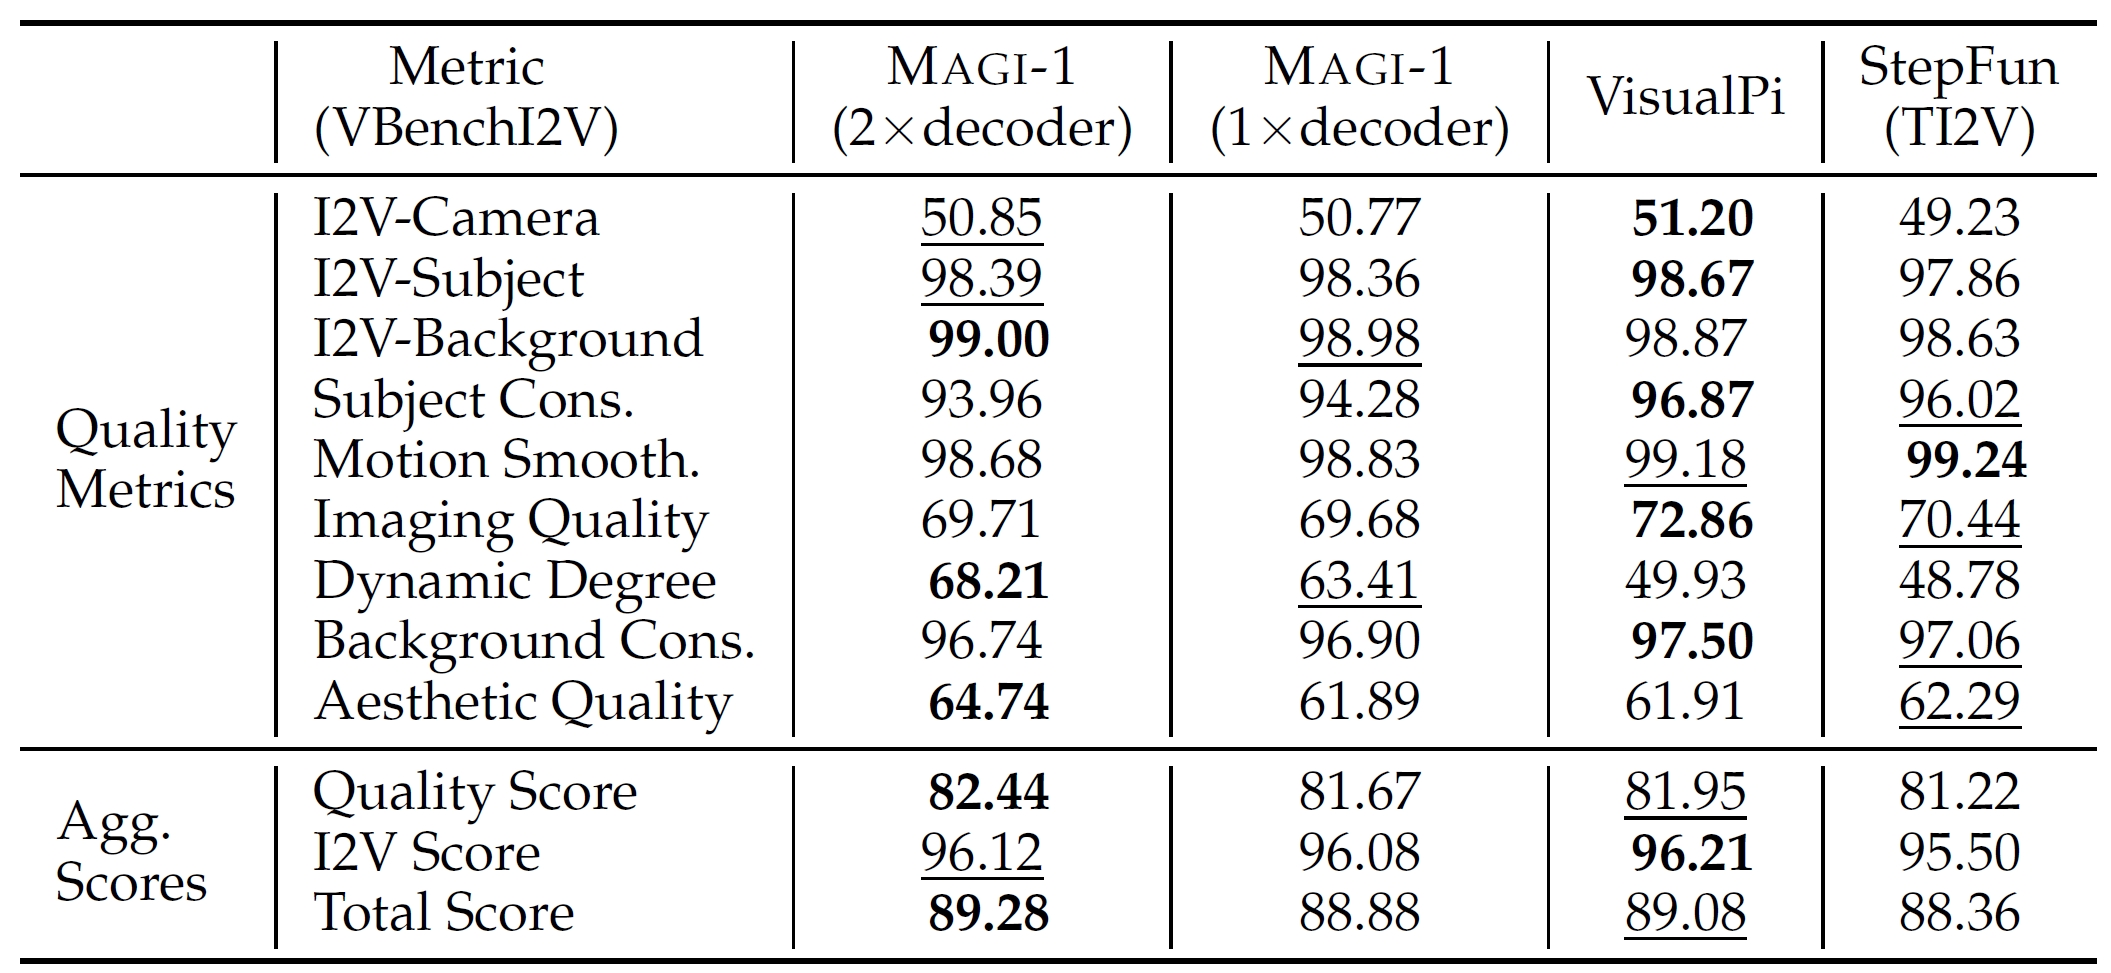 Metric (VBenchI2V) MAGI-1 (2×decoder) MAGI-1 (1×decoder) VisualPi StepFun (TI2V)
Quality Metrics
I2V-Camera 50.85 50.77 51.20 49.23
I2V-Subject 98.39 98.36 98.67 97.86
I2V-Background 99.00 98.98 98.87 98.63
Subject Cons. 93.96 94.28 96.87 96.02
Motion Smooth. 98.68 98.83 99.18 99.24
Imaging Quality 69.71 69.68 72.86 70.44
Dynamic Degree 68.21 63.41 49.93 48.78
Background Cons. 96.74 96.90 97.50 97.06
Aesthetic Quality 64.74 61.89 61.91 62.29
Agg. Scores
Quality Score 82.44 81.67 81.95 81.22
I2V Score 96.12 96.08 96.21 95.50
Total Score 89.28 88.88 89.08 88.36